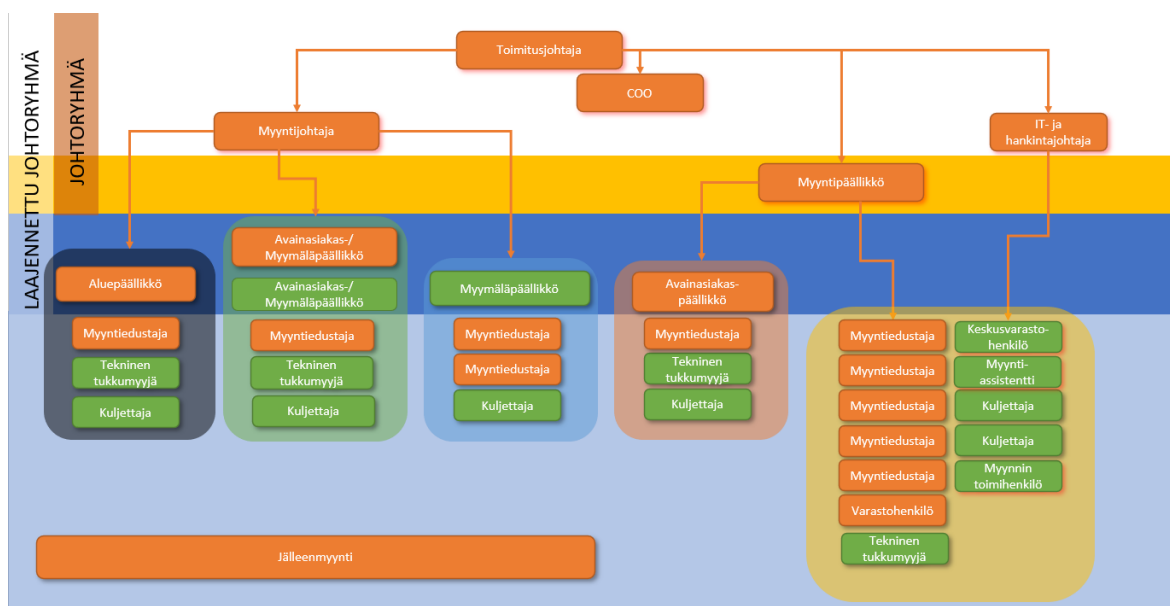 LAAJENNETTU JOHTORYHMÄ
JOHTORYHMÄ
Toimitusjohtaja
COO
Myyntijohtaja
IT- ja
hankintajohtaja
Myyntipäällikkö
Aluepäällikkö
Myyntiedustaja
Tekninen
tukkumyyjä
Kuljettaja
Avainasiakas-/
Myymäläpäällikkö
Avainasiakas-/
Myymäläpäällikkö
Myyntiedustaja
Tekninen
tukkumyyjä
Kuljettaja
Myymäläpäällikkö
Myyntiedustaja
Myyntiedustaja
Kuljettaja
Avainasiakas-
päällikkö
Myyntiedustaja
Tekninen
tukkumyyjä
Kuljettaja
Myyntiedustaja
Myyntiedustaja
Myyntiedustaja
Myyntiedustaja
Myyntiedustaja
Varastohenkilö
Tekninen
tukkumyyjä
Keskusvarasto-
henkilö
Myynti-
assistentti
Kuljettaja
Kuljettaja
Myynnin
toimihenkilö
Jälleenmyynti